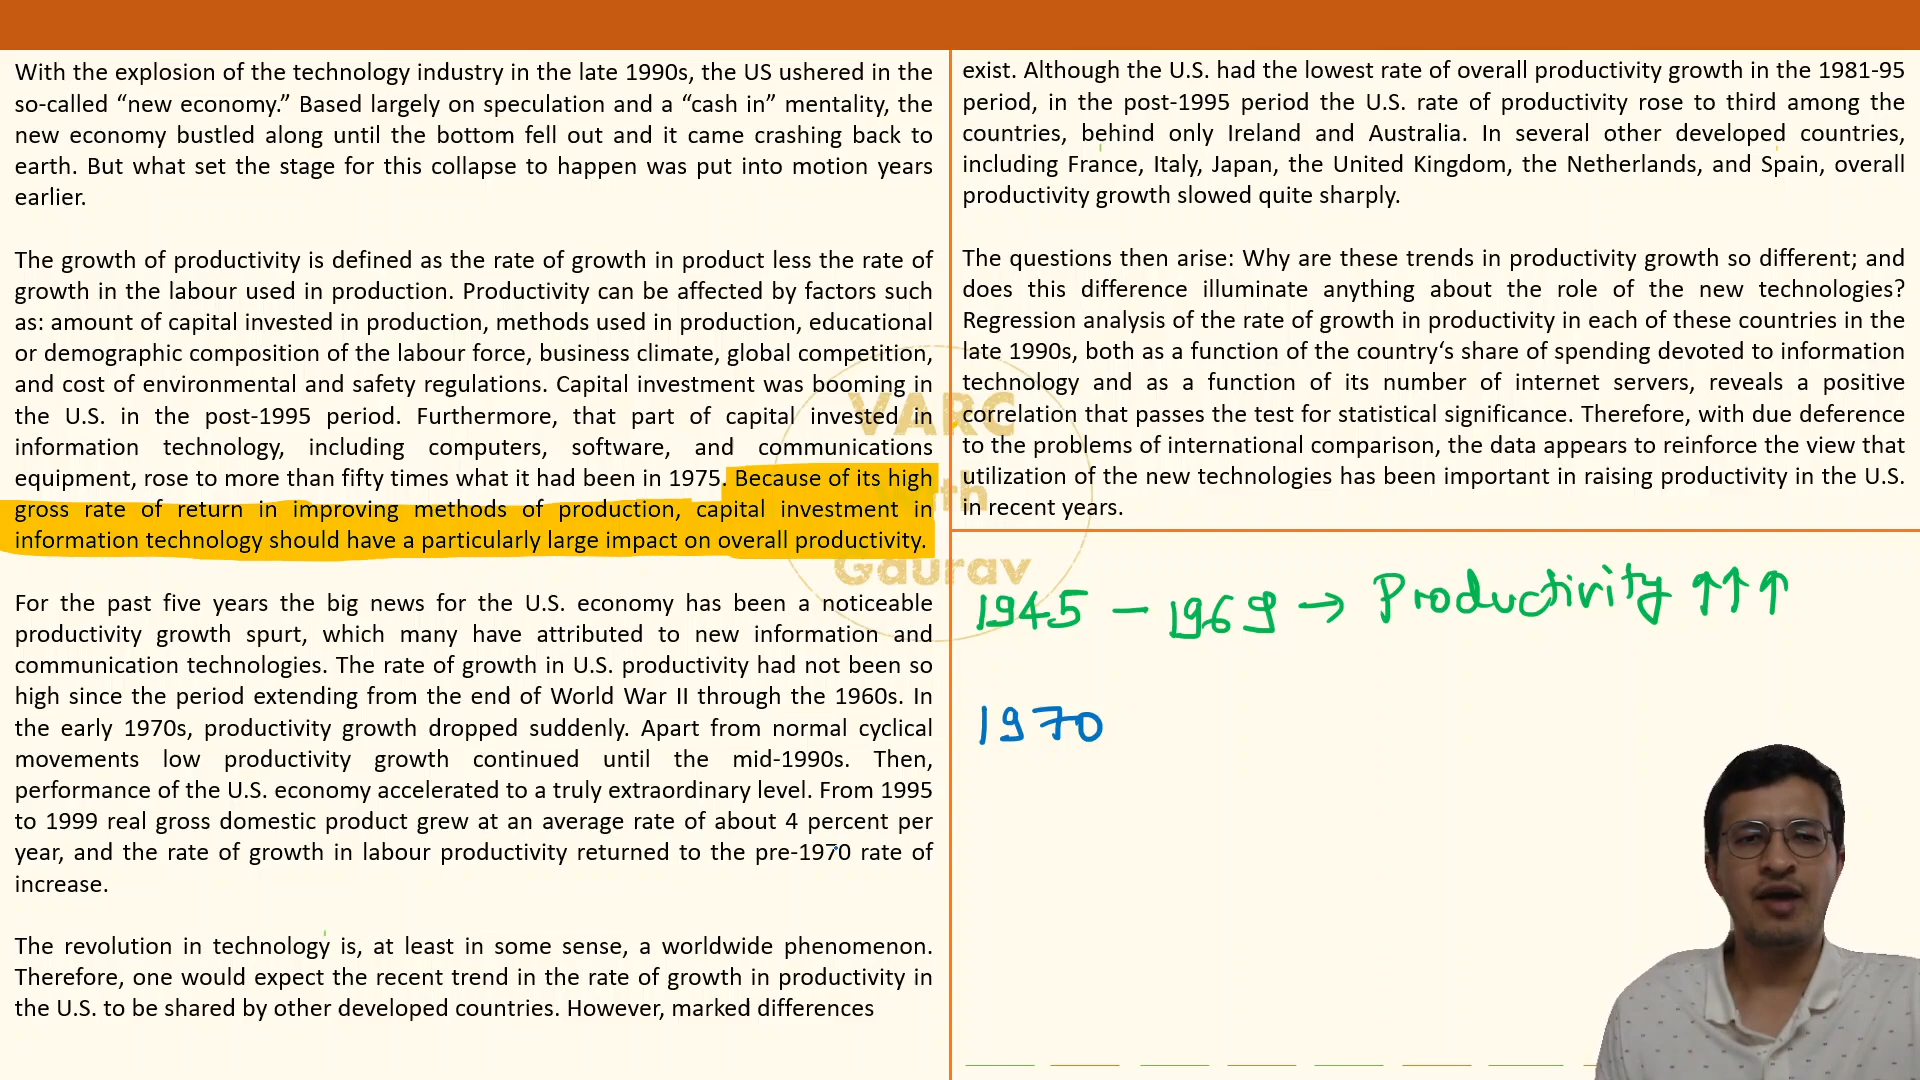 With the explosion of the technology industry in the late 1990s, the US ushered in the
so-called “new economy.” Based largely on speculation and a “cash in” mentality, the
new economy bustled along until the bottom fell out and it came crashing back to
earth. But what set the stage for this collapse to happen was put into motion years
earlier.
The growth of productivity is defined as the rate of growth in product less the rate of
growth in the labour used in production. Productivity can be affected by factors such
as: amount of capital invested in production, methods used in production, educational
or demographic composition of the labour force, business climate, global competition,
and cost of environmental and safety regulations. Capital investment was booming in
the U.S. in the post-1995 period. Furthermore, that part of capital invested in
information technology, including computers, software, and communications
equipment, rose to more than fifty times what it had been in 1975. Because of its high
gross rate of return in improving methods of production, capital investment in
information technology should have a particularly large impact on overall productivity.
For the past five years the big news for the U.S. economy has been a noticeable
productivity growth spurt, which many have attributed to new information and
communication technologies. The rate of growth in U.S. productivity had not been so
high since the period extending from the end of World War II through the 1960s. In
the early 1970s, productivity growth dropped suddenly. Apart from normal cyclical
movements low productivity growth continued until the mid-1990s. Then,
performance of the U.S. economy accelerated to a truly extraordinary level. From 1995
to 1999 real gross domestic product grew at an average rate of about 4 percent per
year, and the rate of growth in labour productivity returned to the pre-1970 rate of
increase.
The revolution in technology is, at least in some sense, a worldwide phenomenon.
Therefore, one would expect the recent trend in the rate of growth in productivity in
the U.S. to be shared by other developed countries. However, marked differences
exist. Although the U.S. had the lowest rate of overall productivity growth in the 1981-95
period, in the post-1995 period the U.S. rate of productivity rose to third among the
countries, behind only Ireland and Australia. In several other developed countries,
including France, Italy, Japan, the United Kingdom, the Netherlands, and Spain, overall
productivity growth slowed quite sharply.
The questions then arise: Why are these trends in productivity growth so different; and
does this difference illuminate anything about the role of the new technologies?
Regression analysis of the rate of growth in productivity in each of these countries in the
late 1990s, both as a function of the country‘s share of spending devoted to information
technology and as a function of its number of internet servers, reveals a positive
correlation that passes the test for statistical significance. Therefore, with due deference
to the problems of international comparison, the data appears to reinforce the view that
utilization of the new technologies has been important in raising productivity in the U.S.
in recent years.
VARC
with
Gaurav
1945 – 1969 → Productivity ↑↑↑
1970